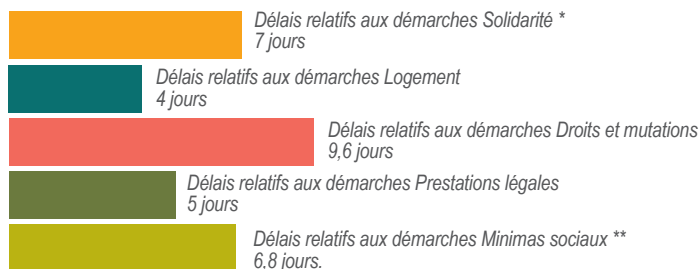 Délais relatifs aux démarches Solidarité *
7 jours
Délais relatifs aux démarches Logement
4 jours
Délais relatifs aux démarches Droits et mutations
9,6 jours
Délais relatifs aux démarches Prestations légales
5 jours
Délais relatifs aux démarches Minimas sociaux **
6,8 jours.